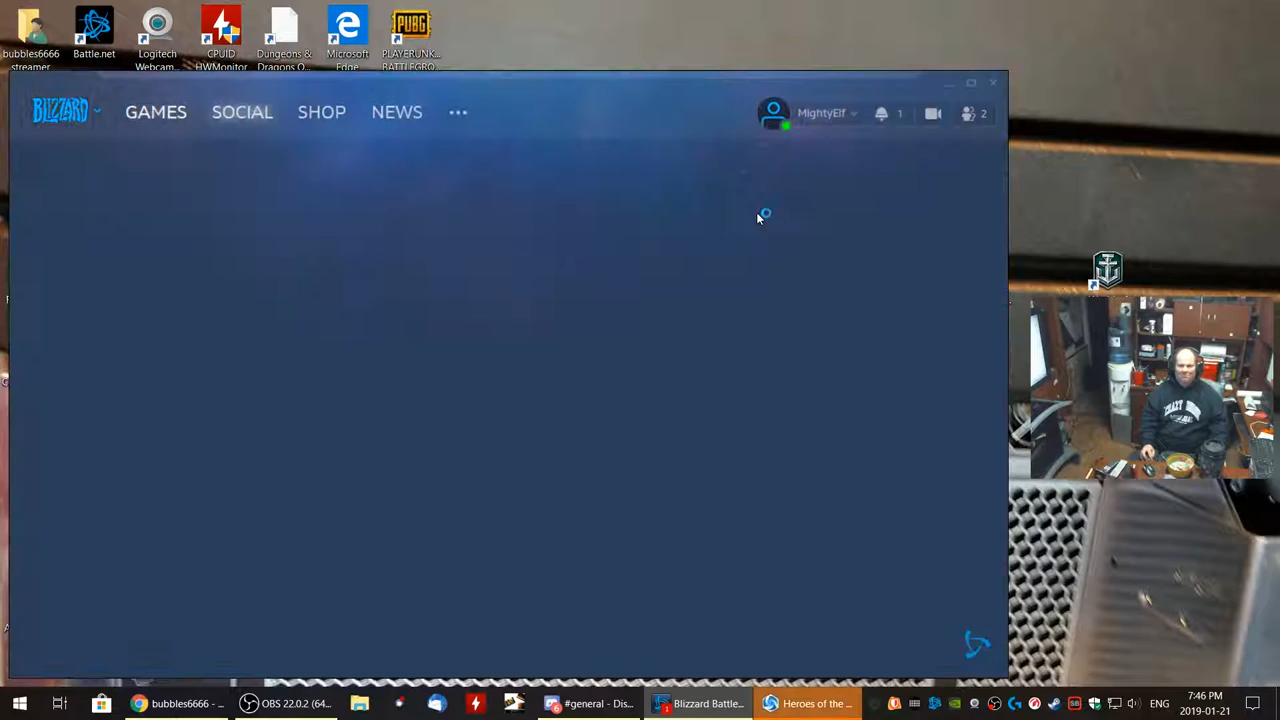 bubbles6666 streamer
Battle.net
Logitech Webcam...
CPUID HWMonitor
Dungeons & Dragons O...
Microsoft Edge
PUBG
PLAYERUNK... BATTLEGRO...
BLIZZARD
GAMES
SOCIAL
SHOP
NEWS
MightyElf
1
2
bubbles6666 - ...
OBS 22.0.2 (64...
#general - Dis...
Blizzard Battle...
Heroes of the ...
ENG
7:46 PM
2019-01-21